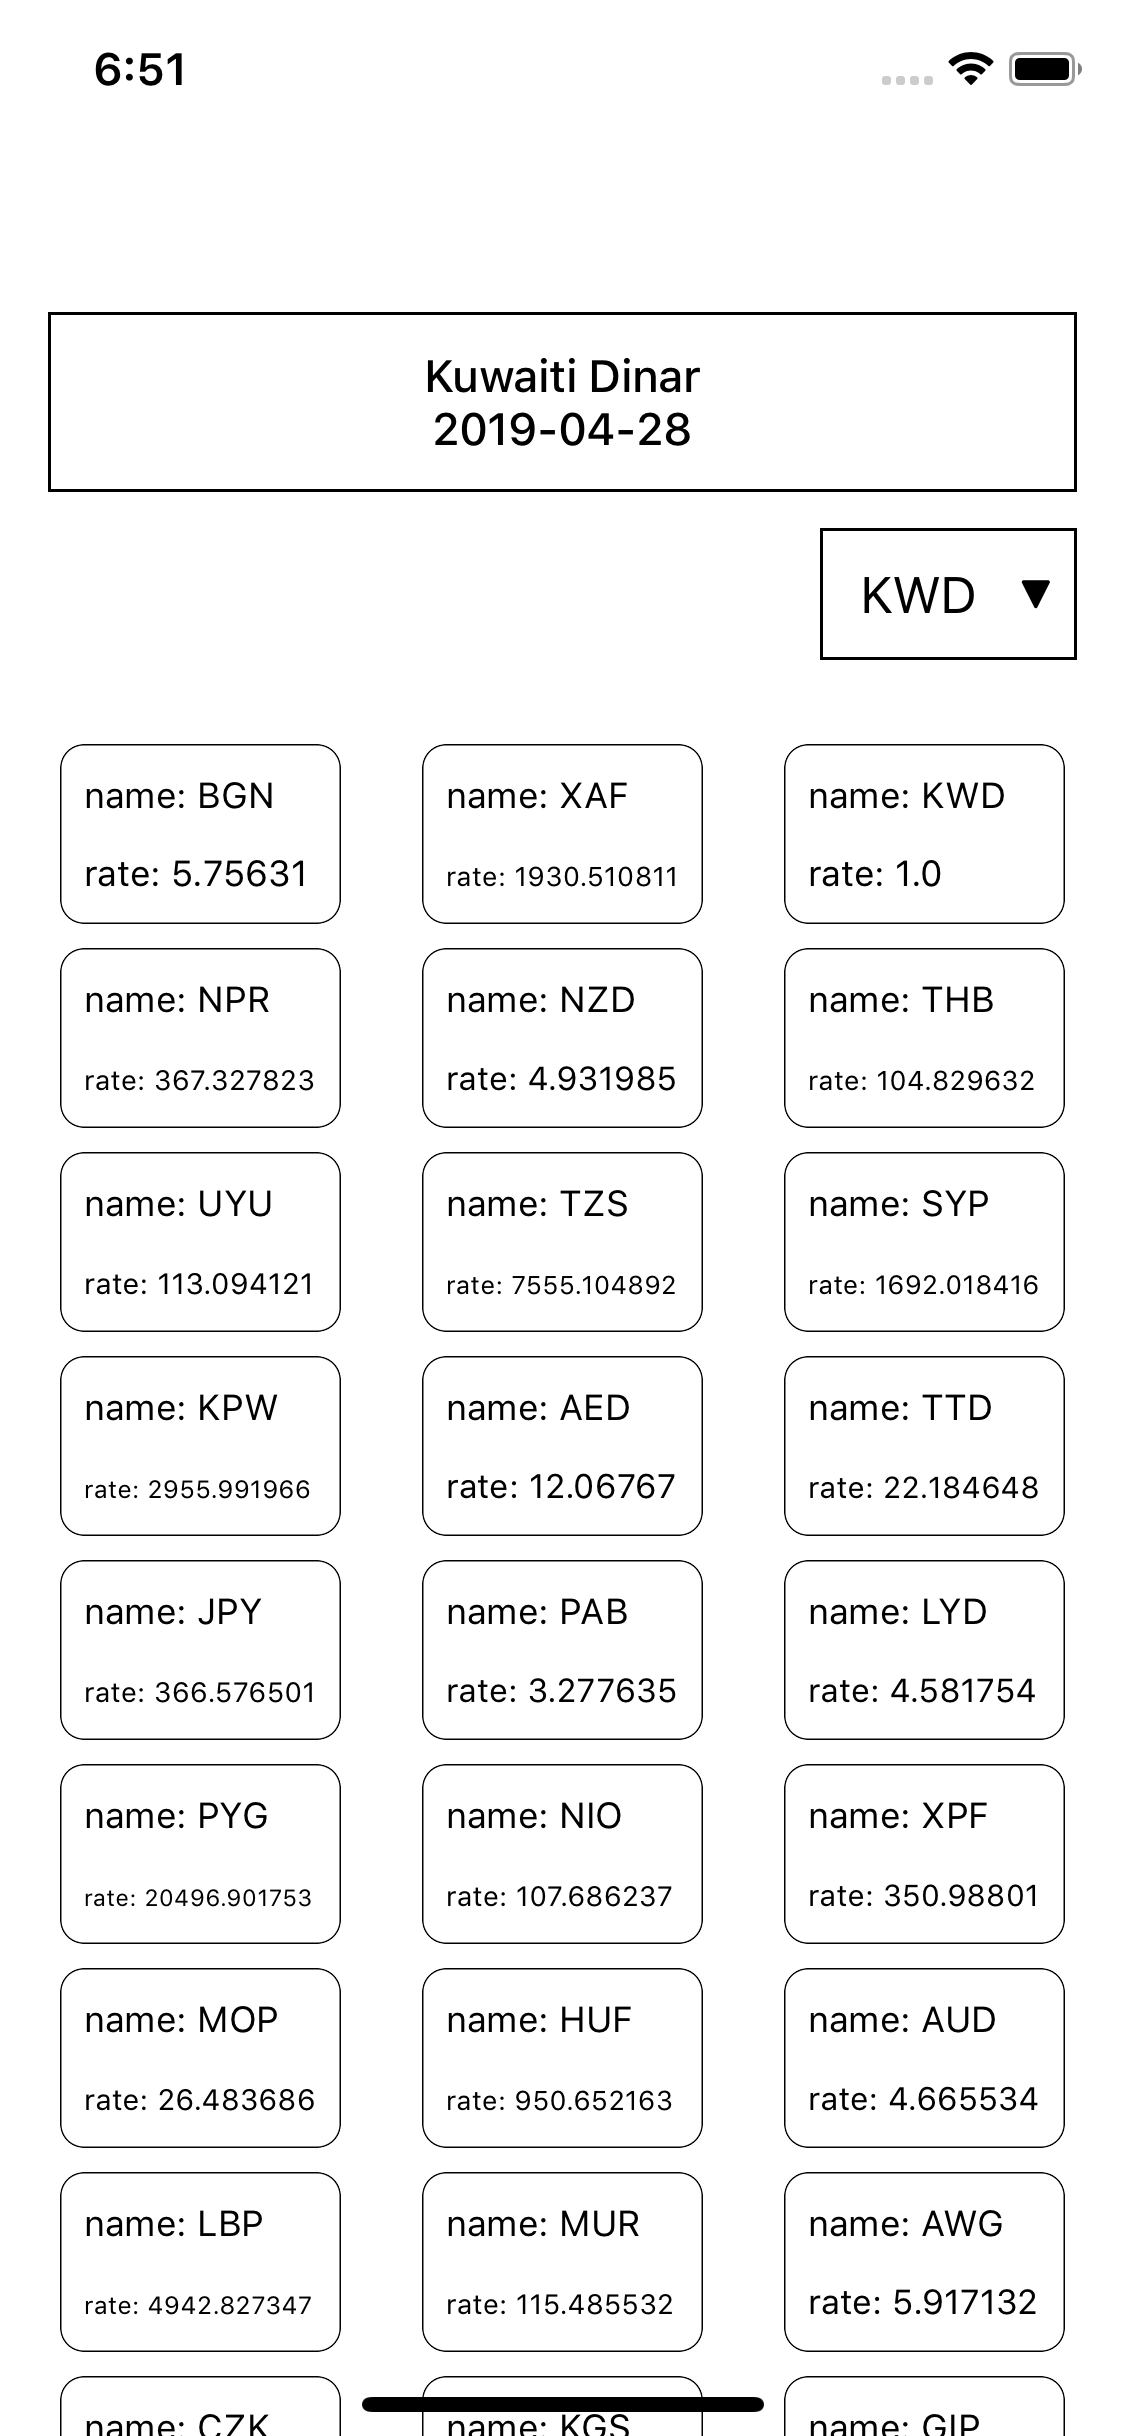 6:51
Kuwaiti Dinar
2019-04-28
KWD ▼
name: BGN
rate: 5.75631
name: XAF
rate: 1930.510811
name: KWD
rate: 1.0
name: NPR
rate: 367.327823
name: NZD
rate: 4.931985
name: THB
rate: 104.829632
name: UYU
rate: 113.094121
name: TZS
rate: 7555.104892
name: SYP
rate: 1692.018416
name: KPW
rate: 2955.991966
name: AED
rate: 12.06767
name: TTD
rate: 22.184648
name: JPY
rate: 366.576501
name: PAB
rate: 3.277635
name: LYD
rate: 4.581754
name: PYG
rate: 20496.901753
name: NIO
rate: 107.686237
name: XPF
rate: 350.98801
name: MOP
rate: 26.483686
name: HUF
rate: 950.652163
name: AUD
rate: 4.665534
name: LBP
rate: 4942.827347
name: MUR
rate: 115.485532
name: AWG
rate: 5.917132
name: CZK
name: KGS
name: GIP